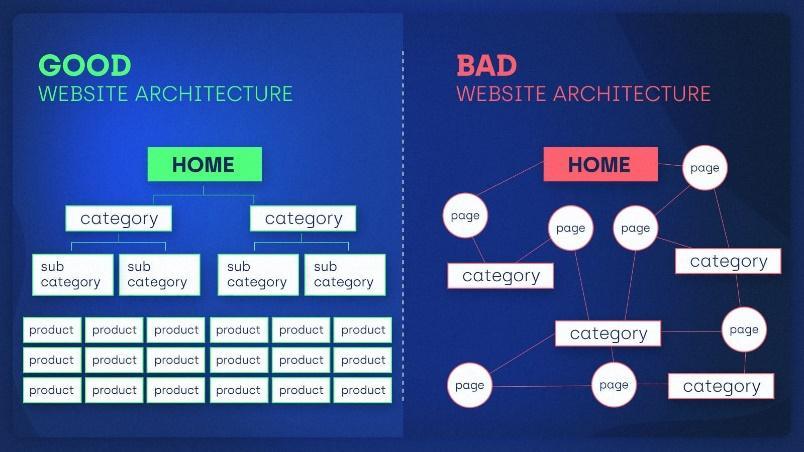 GOOD
WEBSITE ARCHITECTURE
HOME
category category
sub sub sub sub
category category category category
product product product product product product
product product product product product product
product product product product product product
BAD
WEBSITE ARCHITECTURE
HOME
page
page
page page
category
category
category
page
page
page
category